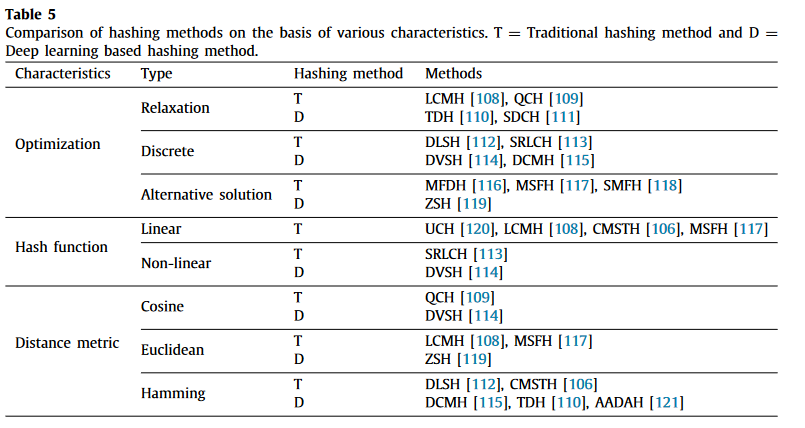 Table 5
Comparison of hashing methods on the basis of various characteristics. T = Traditional hashing method and D =
Deep learning based hashing method.
Characteristics Type Hashing method Methods
Optimization
Relaxation
T LCMH [108], QCH [109]
D TDH [110], SDCH [111]
Discrete
T DLSH [112], SRLCH [113]
D DVSH [114], DCMH [115]
Alternative solution
T MFDH [116], MSFH [117], SMFH [118]
D ZSH [119]
Hash function
Linear T UCH [120], LCMH [108], CMSTH [106], MSFH [117]
Non-linear
T SRLCH [113]
D DVSH [114]
Distance metric
Cosine
T QCH [109]
D DVSH [114]
Euclidean
T LCMH [108], MSFH [117]
D ZSH [119]
Hamming
T DLSH [112], CMSTH [106]
D DCMH [115], TDH [110], AADAH [121]